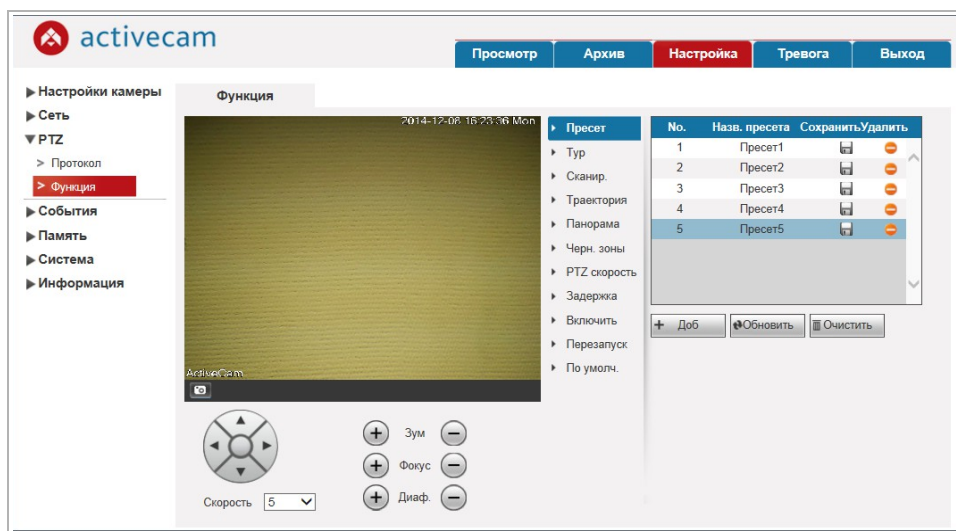 activecam
Просмотр
Архив
Настройка
Тревога
Выход
Настройки камеры
Сеть
PTZ
> Протокол
> Функция
События
Память
Система
Информация
Функция
2014-12-08 16:23:36 Mon
ActiveCam
Пресет
Тур
Сканир.
Траектория
Панорама
Черн. зоны
PTZ скорость
Задержка
Включить
Перезапуск
По умолч.
No. Назв. пресета Сохранить Удалить
1 Пресет1
2 Пресет2
3 Пресет3
4 Пресет4
5 Пресет5
+ Доб
Обновить
Очистить
Зум
Фокус
Диаф.
Скорость 5